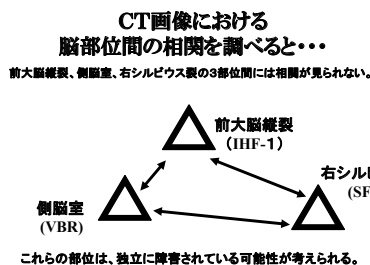 CT画像における
脳部位間の相関を調べると・・・
前大脳縦裂、側脳室、右シルビウス裂の３部位間には相関が見られない。
前大脳縦裂
（IHF-１）
右シル
(SF
側脳室
(VBR)
これらの部位は、独立に障害されている可能性が考えられる。